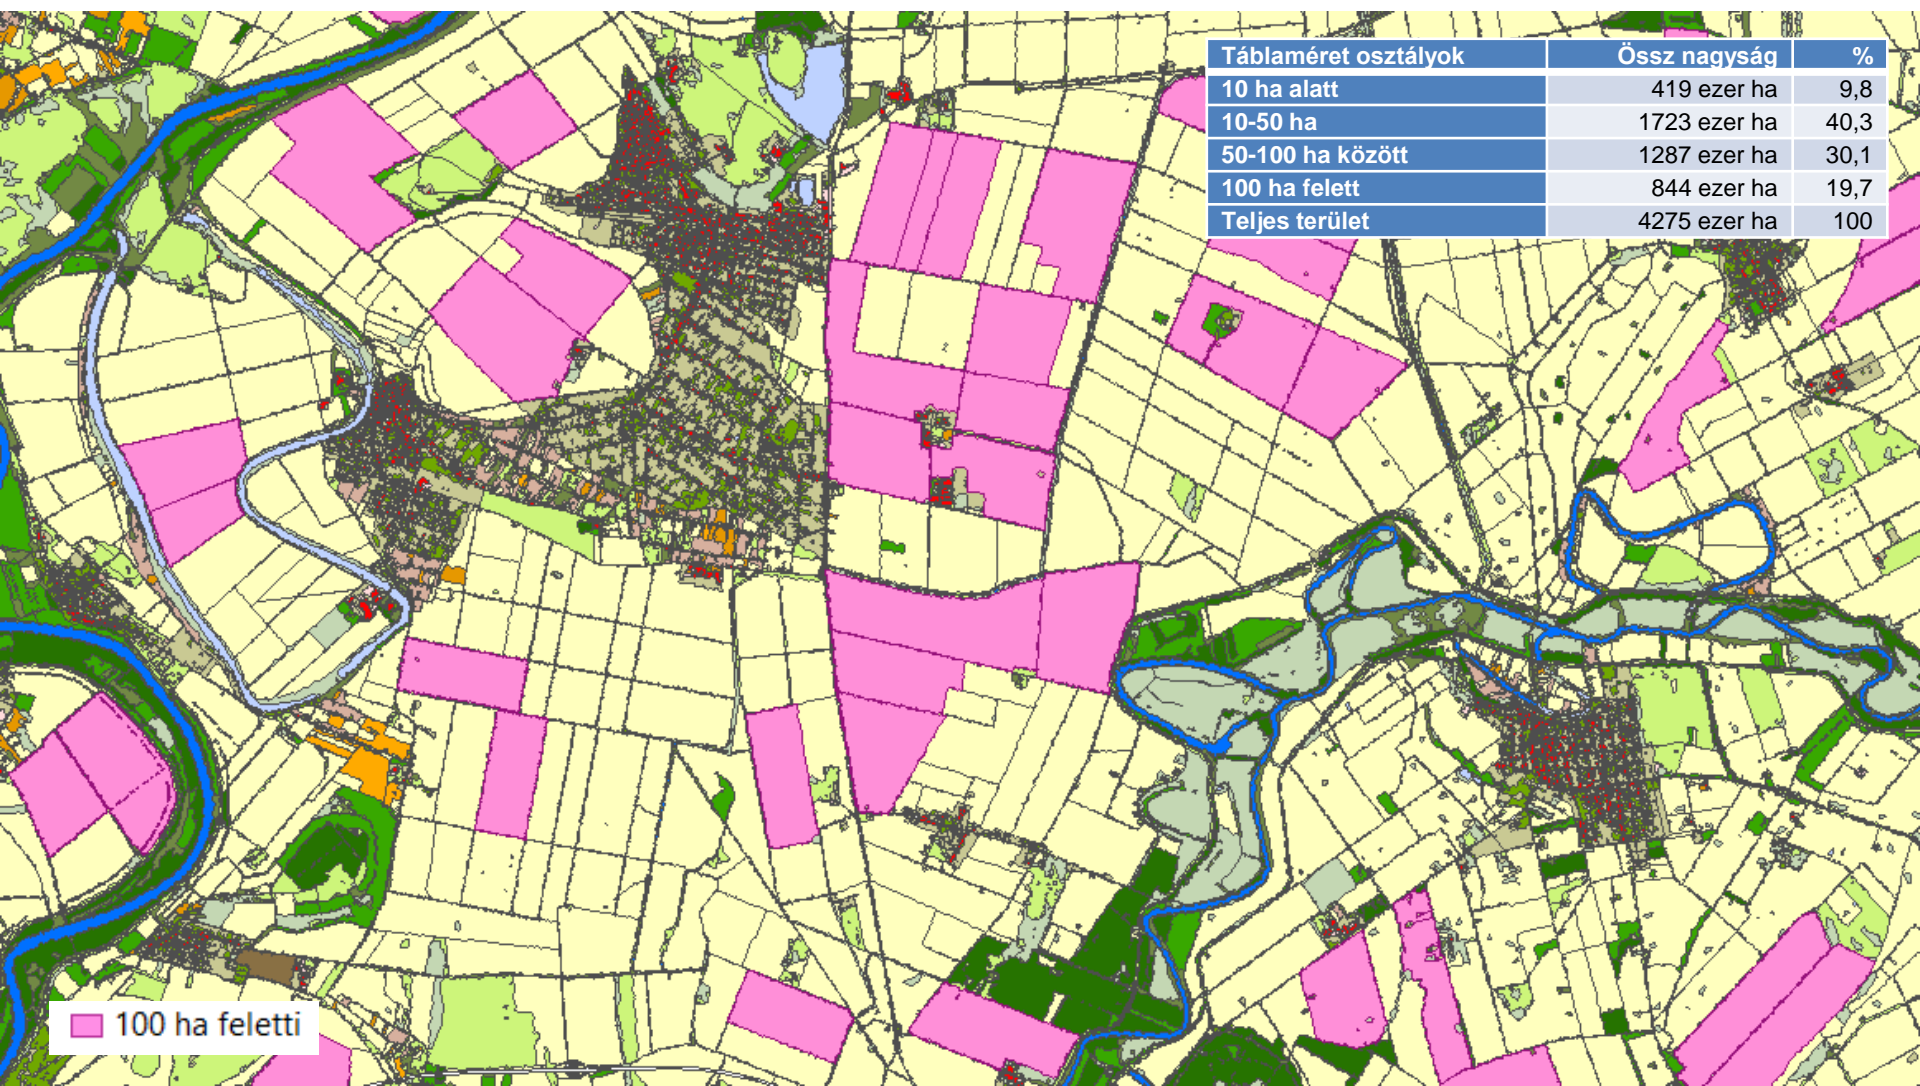 Táblaméret osztályok Össz nagyság %
10 ha alatt 419 ezer ha 9,8
10-50 ha 1723 ezer ha 40,3
50-100 ha között 1287 ezer ha 30,1
100 ha felett 844 ezer ha 19,7
Teljes terület 4275 ezer ha 100
100 ha feletti